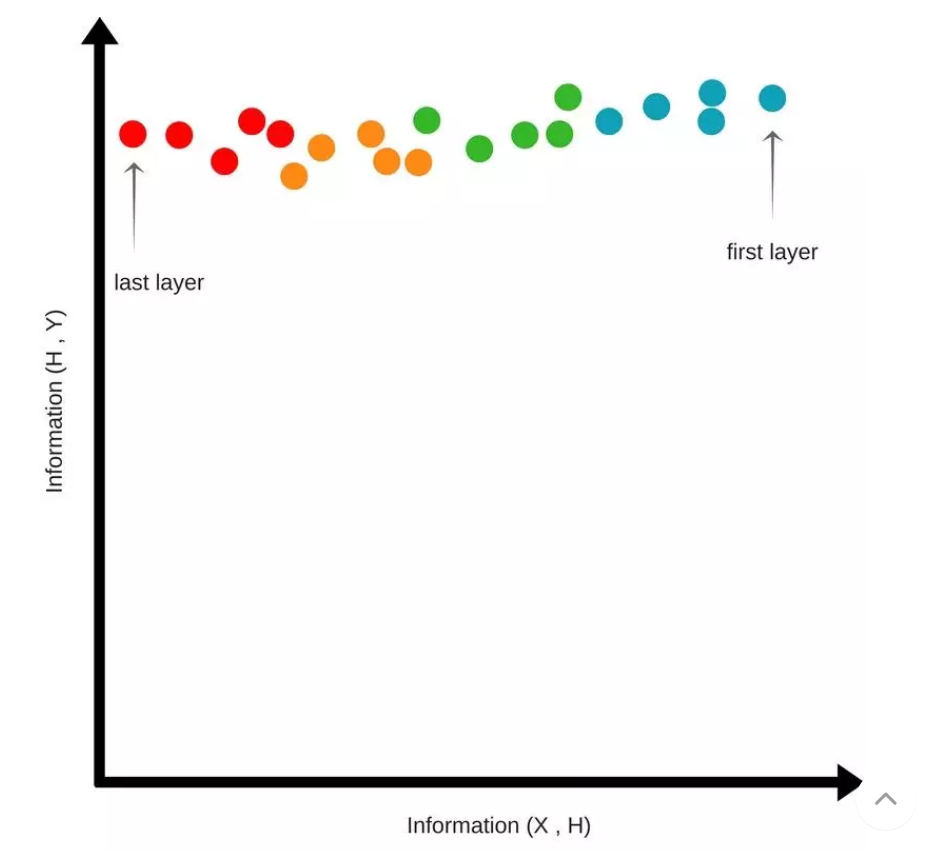 first layer
last layer
Information (H , Y)
Information (X , H)